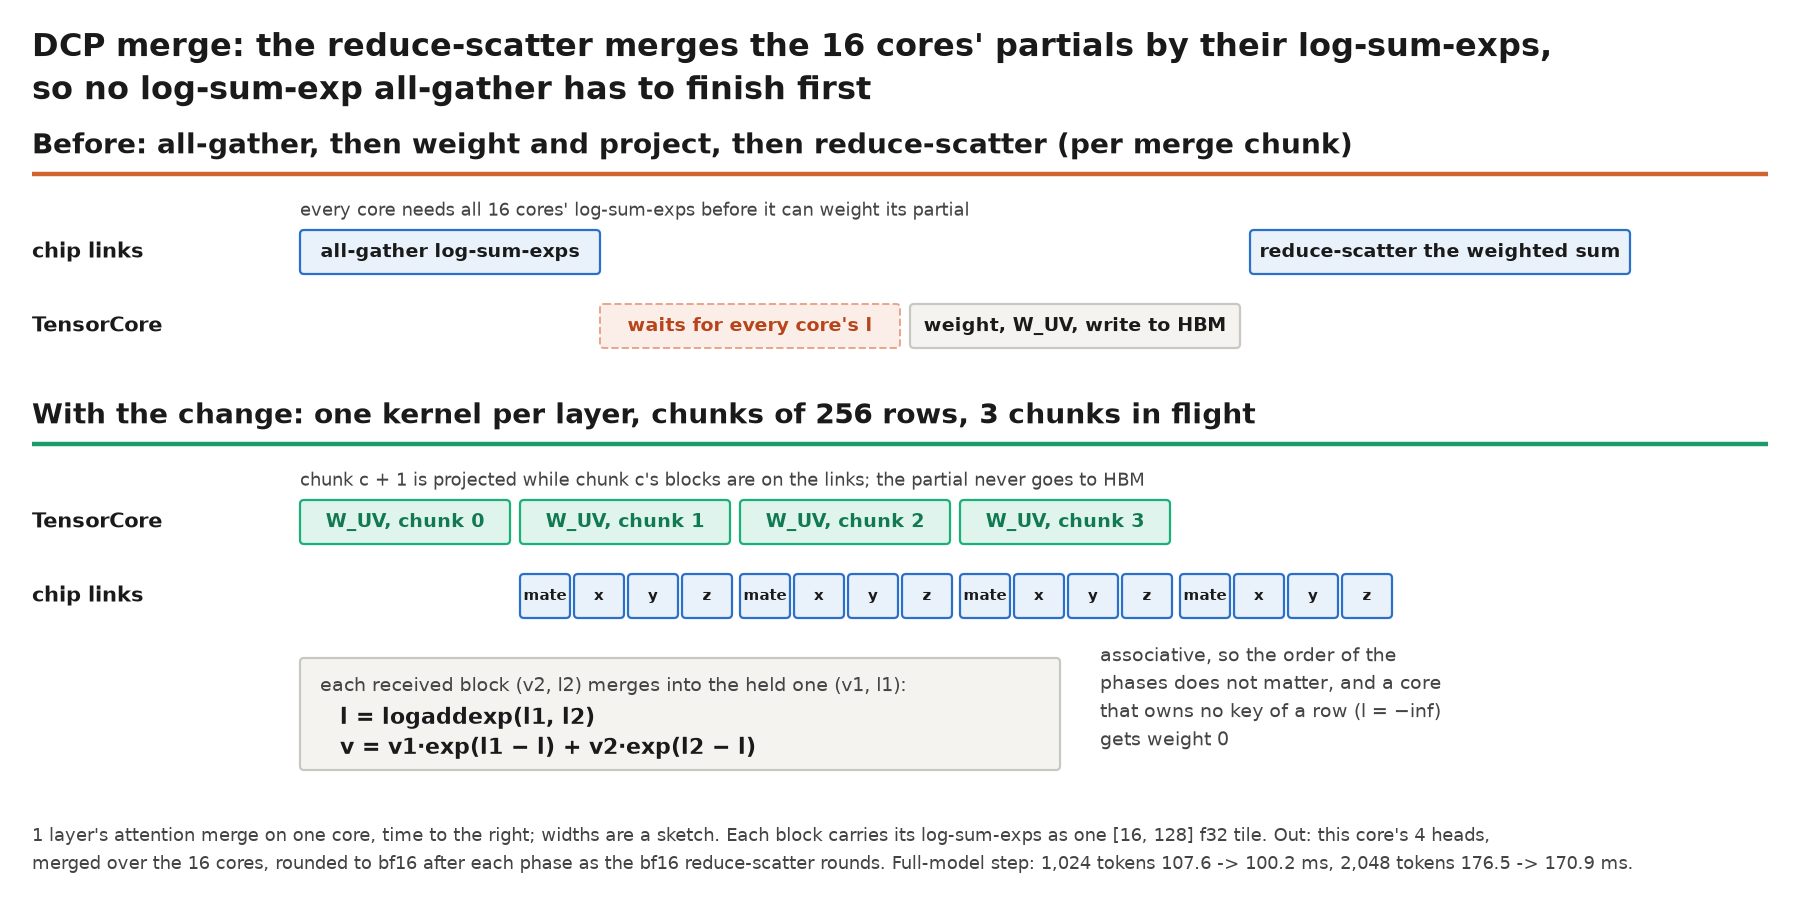 DCP merge: the reduce-scatter merges the 16 cores' partials by their log-sum-exps,
so no log-sum-exp all-gather has to finish first
Before: all-gather, then weight and project, then reduce-scatter (per merge chunk)
every core needs all 16 cores' log-sum-exps before it can weight its partial
chip links
all-gather log-sum-exps
reduce-scatter the weighted sum
TensorCore
waits for every core's l
weight, W_UV, write to HBM
With the change: one kernel per layer, chunks of 256 rows, 3 chunks in flight
chunk c + 1 is projected while chunk c's blocks are on the links; the partial never goes to HBM
TensorCore
W_UV, chunk 0
W_UV, chunk 1
W_UV, chunk 2
W_UV, chunk 3
chip links
mate
x
y
z
mate
x
y
z
mate
x
y
z
mate
x
y
z
each received block (v2, l2) merges into the held one (v1, l1):
l = logaddexp(l1, l2)
v = v1·exp(l1 − l) + v2·exp(l2 − l)
associative, so the order of the
phases does not matter, and a core
that owns no key of a row (l = −inf)
gets weight 0
1 layer's attention merge on one core, time to the right; widths are a sketch. Each block carries its log-sum-exps as one [16, 128] f32 tile. Out: this core's 4 heads,
merged over the 16 cores, rounded to bf16 after each phase as the bf16 reduce-scatter rounds. Full-model step: 1,024 tokens 107.6 -> 100.2 ms, 2,048 tokens 176.5 -> 170.9 ms.